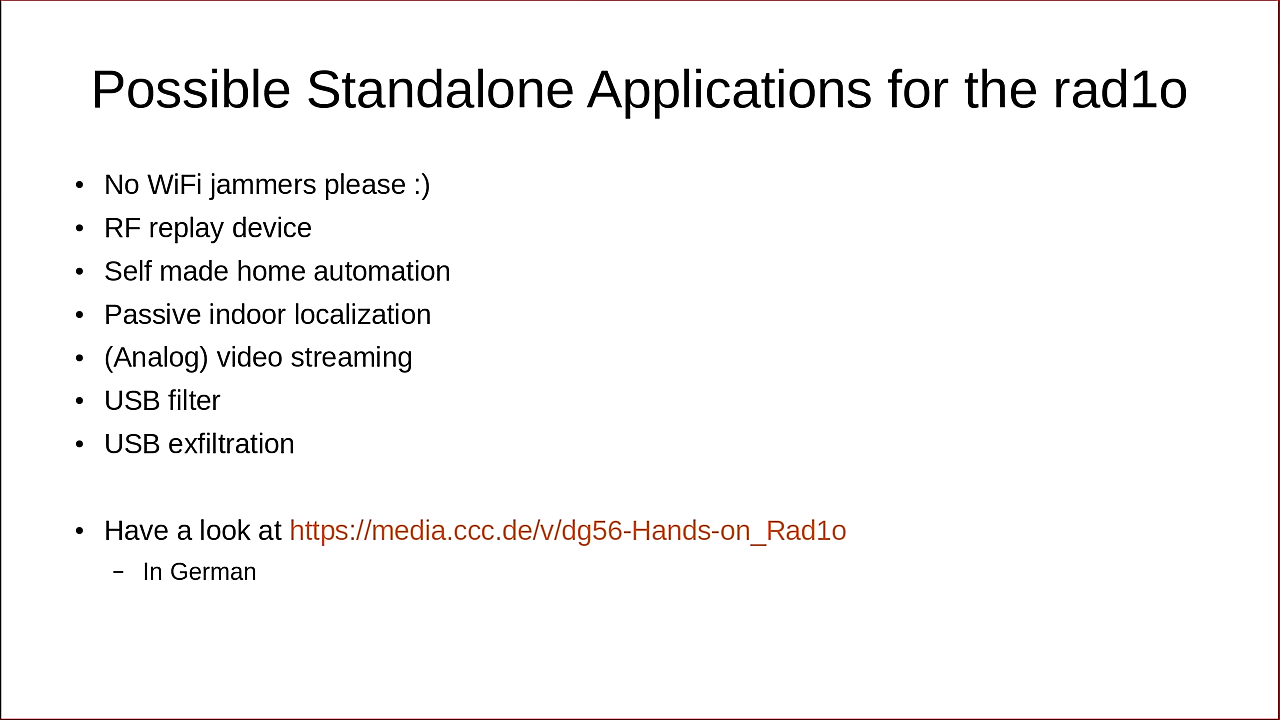 Possible Standalone Applications for the rad1o
• No WiFi jammers please :)
• RF replay device
• Self made home automation
• Passive indoor localization
• (Analog) video streaming
• USB filter
• USB exfiltration
• Have a look at https://media.ccc.de/v/dg56-Hands-on_Rad1o
– In German